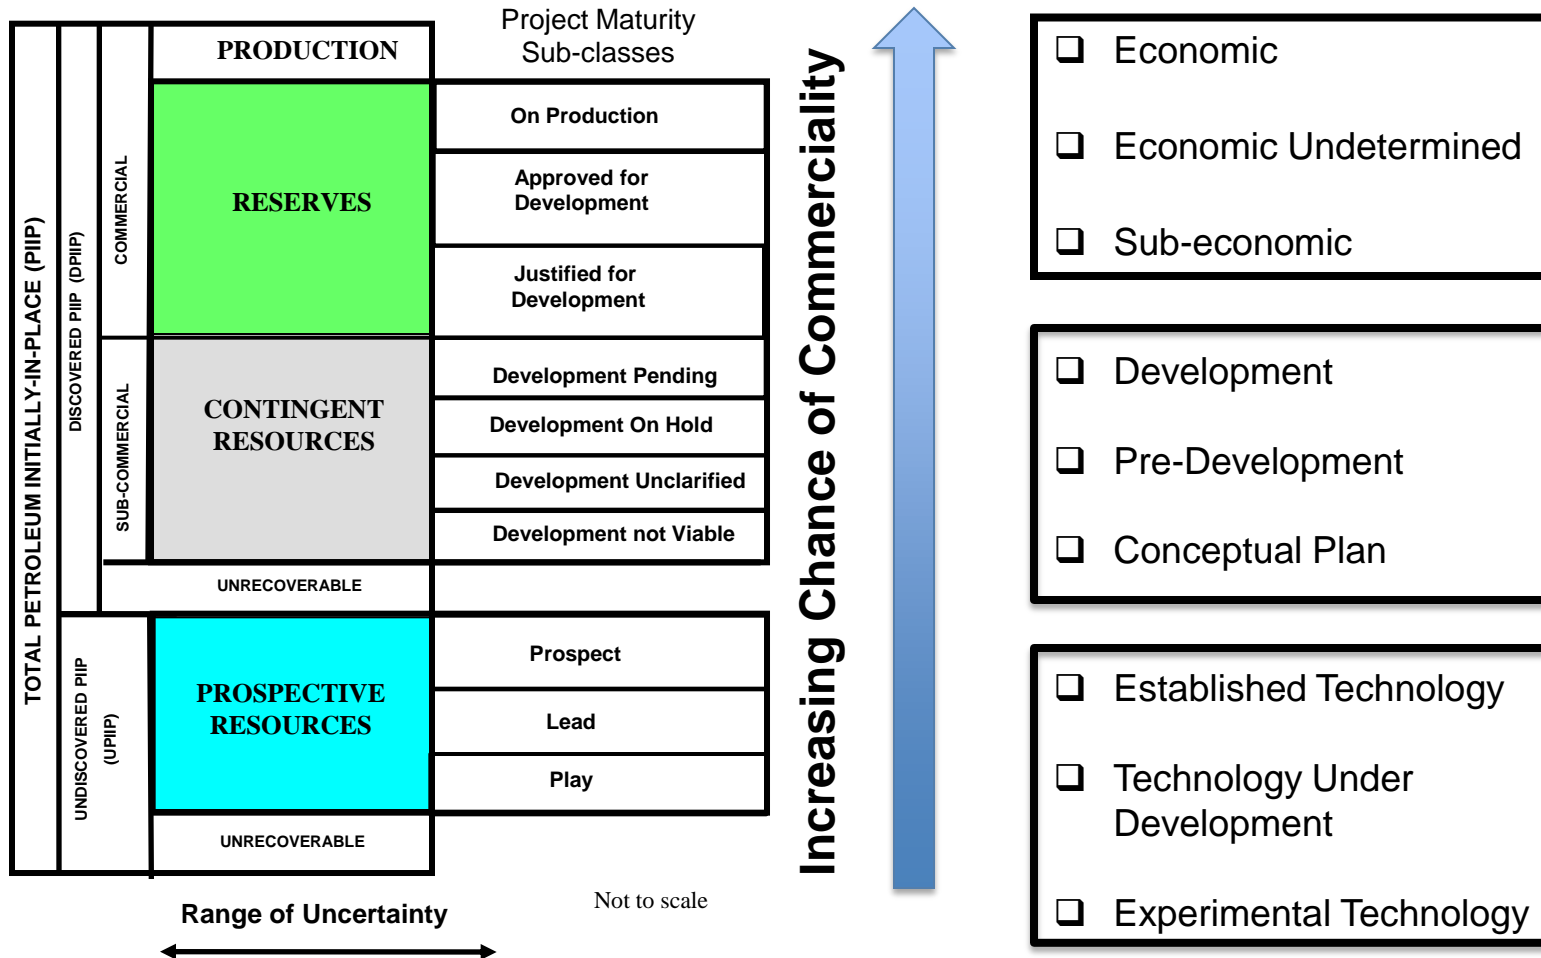 TOTAL PETROLEUM INITIALLY-IN-PLACE (PIIP)
DISCOVERED PIIP (DPIIP)
UNDISCOVERED PIIP
(UPIIP)
COMMERCIAL
SUB-COMMERCIAL
PRODUCTION
RESERVES
CONTINGENT
RESOURCES
UNRECOVERABLE
PROSPECTIVE
RESOURCES
UNRECOVERABLE
Range of Uncertainty
Project Maturity
Sub-classes
On Production
Approved for
Development
Justified for
Development
Development Pending
Development On Hold
Development Unclarified
Development not Viable
Prospect
Lead
Play
Not to scale
Increasing Chance of Commerciality
Economic
Economic Undetermined
Sub-economic
Development
Pre-Development
Conceptual Plan
Established Technology
Technology Under
Development
Experimental Technology